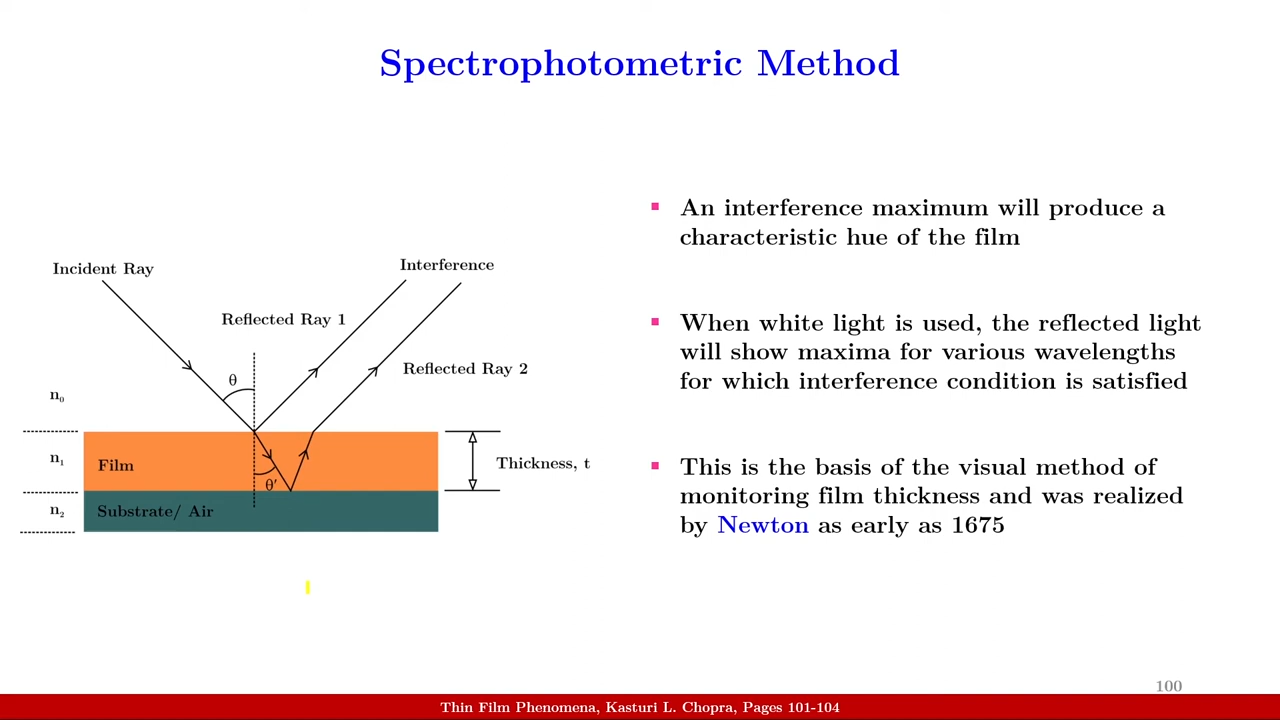 Spectrophotometric Method
Incident Ray
Interference
Reflected Ray 1
Reflected Ray 2
θ
n₀
n₁
Film
θ′
Thickness, t
n₂
Substrate/ Air
▪ An interference maximum will produce a
characteristic hue of the film
▪ When white light is used, the reflected light
will show maxima for various wavelengths
for which interference condition is satisfied
▪ This is the basis of the visual method of
monitoring film thickness and was realized
by Newton as early as 1675
100
Thin Film Phenomena, Kasturi L. Chopra, Pages 101-104